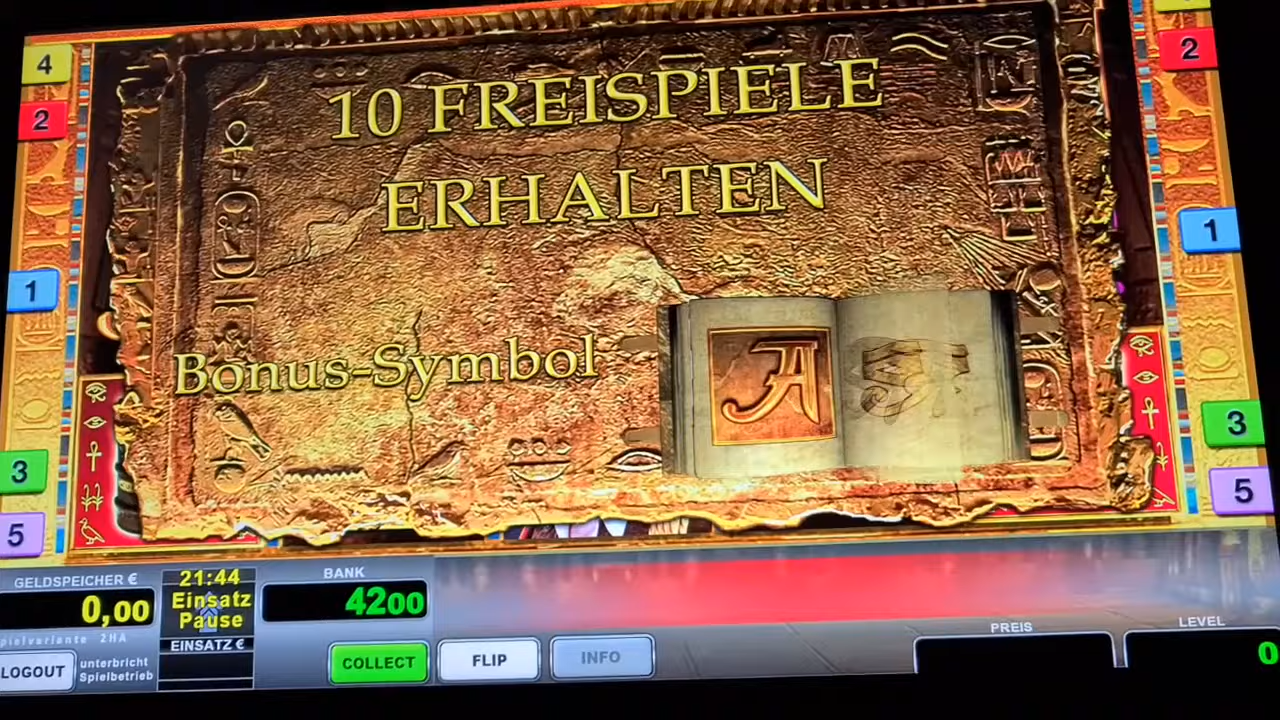 4
2
2
10 FREISPIELE
ERHALTEN
1
1
Bonus-Symbol
A
3
3
5
5
GELDSPEICHER €
0,00
21:44
Einsatz
Pause
BANK
4200
EINSATZ €
LOGOUT
unterbricht
Spielbetrieb
COLLECT
FLIP
INFO
PREIS
LEVEL
0